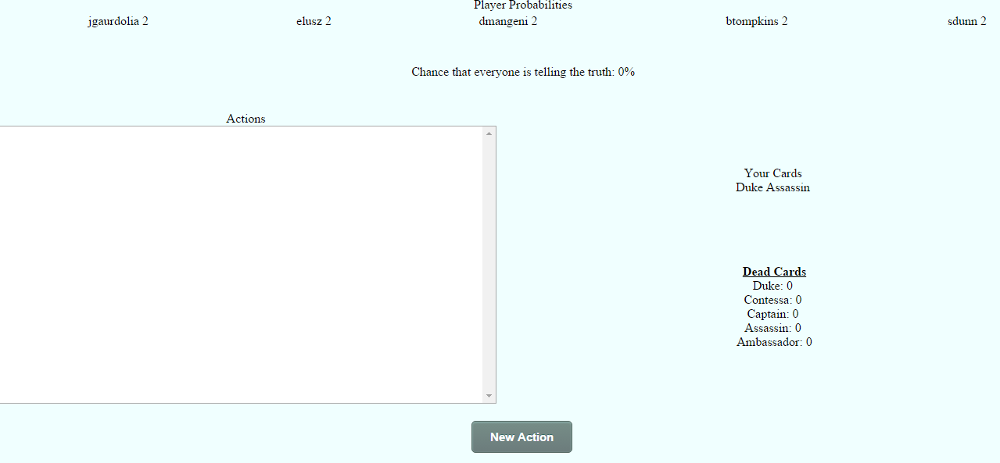 Player Probabilities
jgaurdolia 2 elusz 2 dmangeni 2 btompkins 2 sdunn 2
Chance that everyone is telling the truth: 0%
Actions
Your Cards
Duke Assassin
Dead Cards
Duke: 0
Contessa: 0
Captain: 0
Assassin: 0
Ambassador: 0
New Action